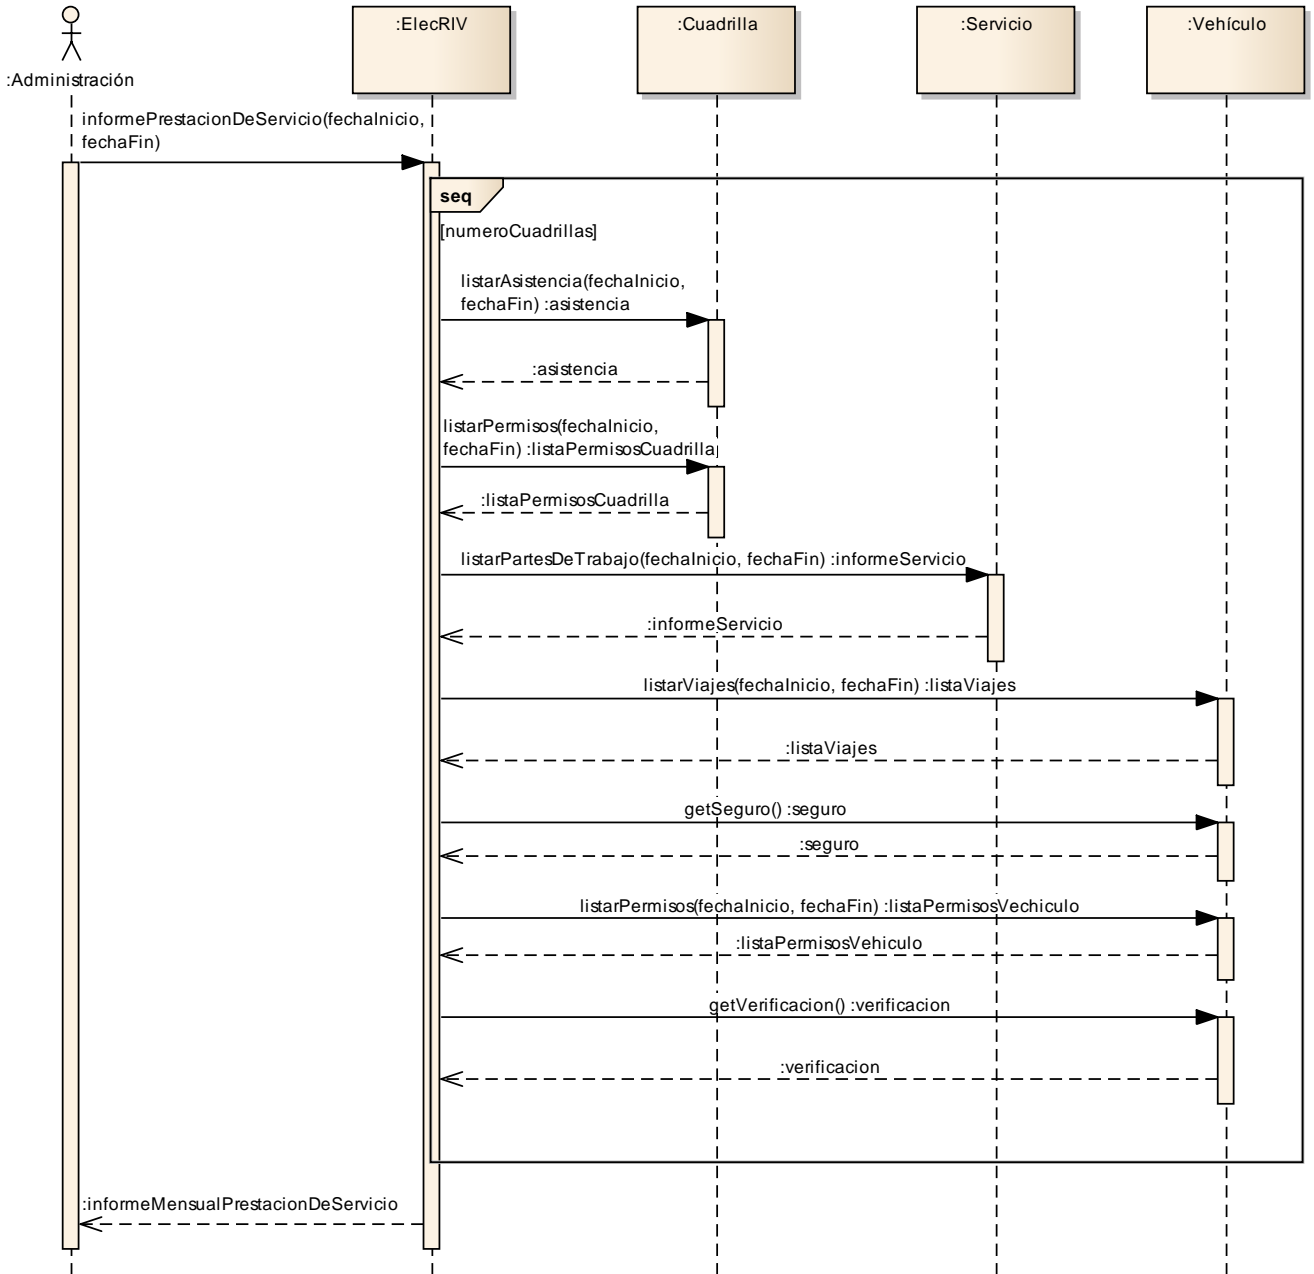 :Administración
:ElecRIV
:Cuadrilla
:Servicio
:Vehículo
informePrestacionDeServicio(fechaInicio,
fechaFin)
seq
[numeroCuadrillas]
listarAsistencia(fechaInicio,
fechaFin) :asistencia
:asistencia
listarPermisos(fechaInicio,
fechaFin) :listaPermisosCuadrilla
:listaPermisosCuadrilla
listarPartesDeTrabajo(fechaInicio, fechaFin) :informeServicio
:informeServicio
listarViajes(fechaInicio, fechaFin) :listaViajes
:listaViajes
getSeguro() :seguro
:seguro
listarPermisos(fechaInicio, fechaFin) :listaPermisosVechiculo
:listaPermisosVehiculo
getVerificacion() :verificacion
:verificacion
:informeMensualPrestacionDeServicio